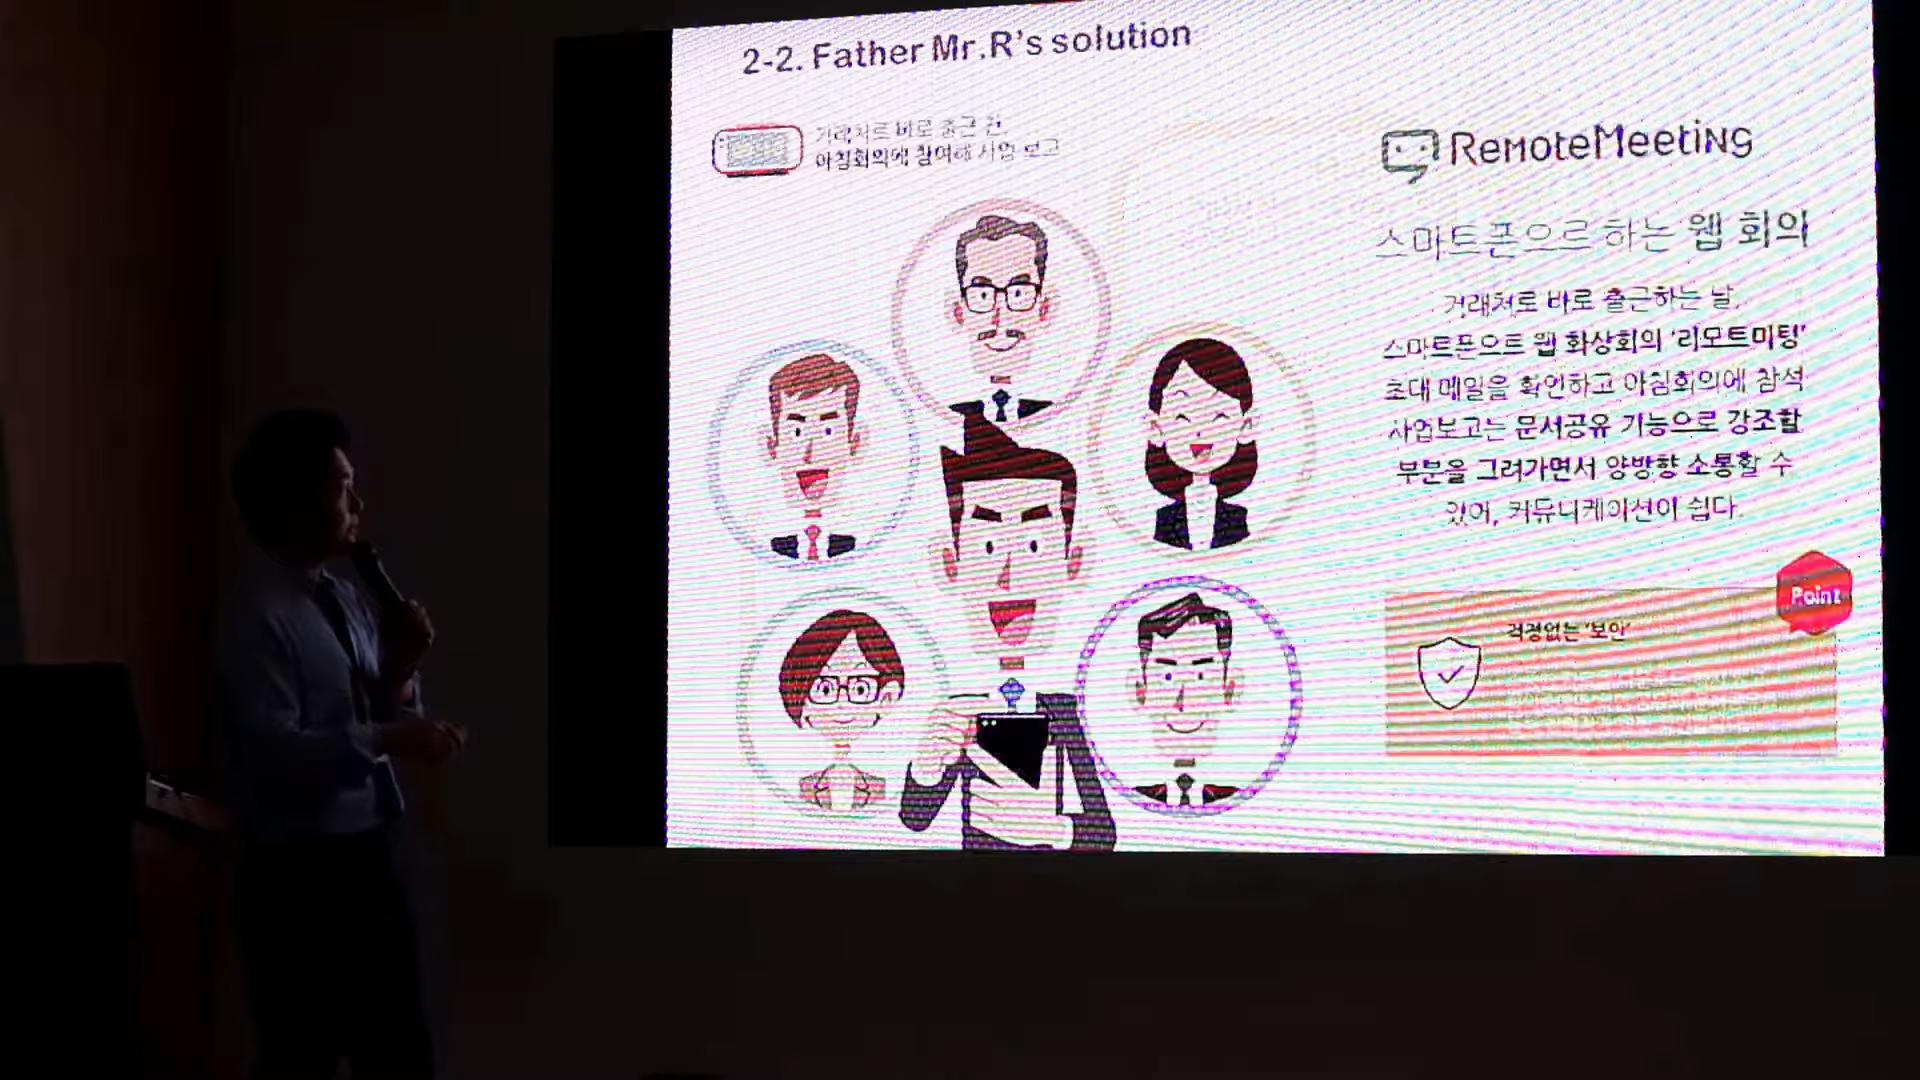 2-2. Father Mr.R's solution
거래처로 바로 출근 전,
아침회의에 참여해 사업 보고
RemoteMeeting
스마트폰으로 하는 웹 회의
거래처로 바로 출근하는 날,
스마트폰으로 웹 화상회의 '리모트미팅'
초대 메일을 확인하고 아침회의에 참석
사업보고는 문서공유 기능으로 강조할
부분을 그려가면서 양방향 소통할 수
있어, 커뮤니케이션이 쉽다.
Point
걱정없는 '보안'